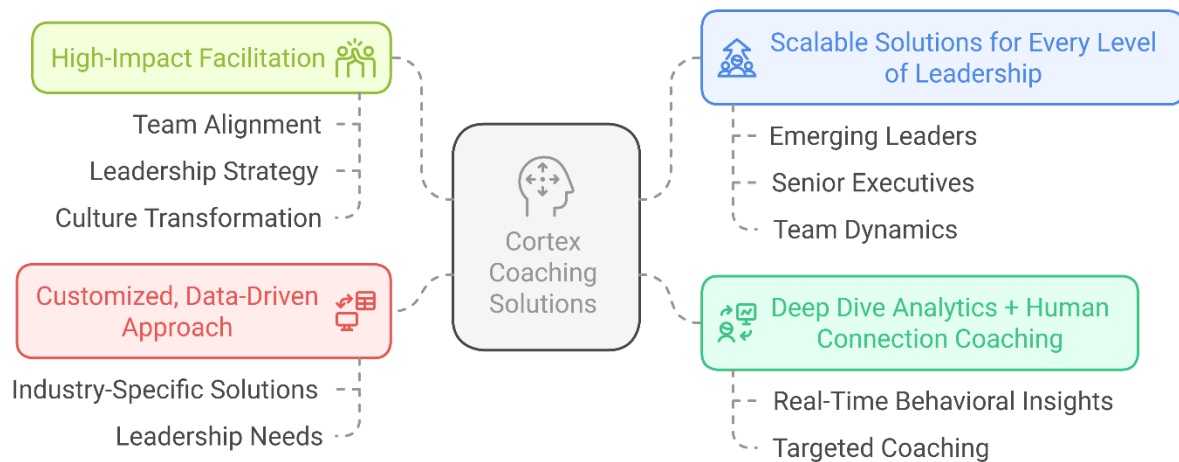 High-Impact Facilitation
Team Alignment
Leadership Strategy
Culture Transformation
Customized, Data-Driven
Approach
Industry-Specific Solutions
Leadership Needs
Cortex
Coaching
Solutions
Scalable Solutions for Every Level
of Leadership
Emerging Leaders
Senior Executives
Team Dynamics
Deep Dive Analytics + Human
Connection Coaching
Real-Time Behavioral Insights
Targeted Coaching